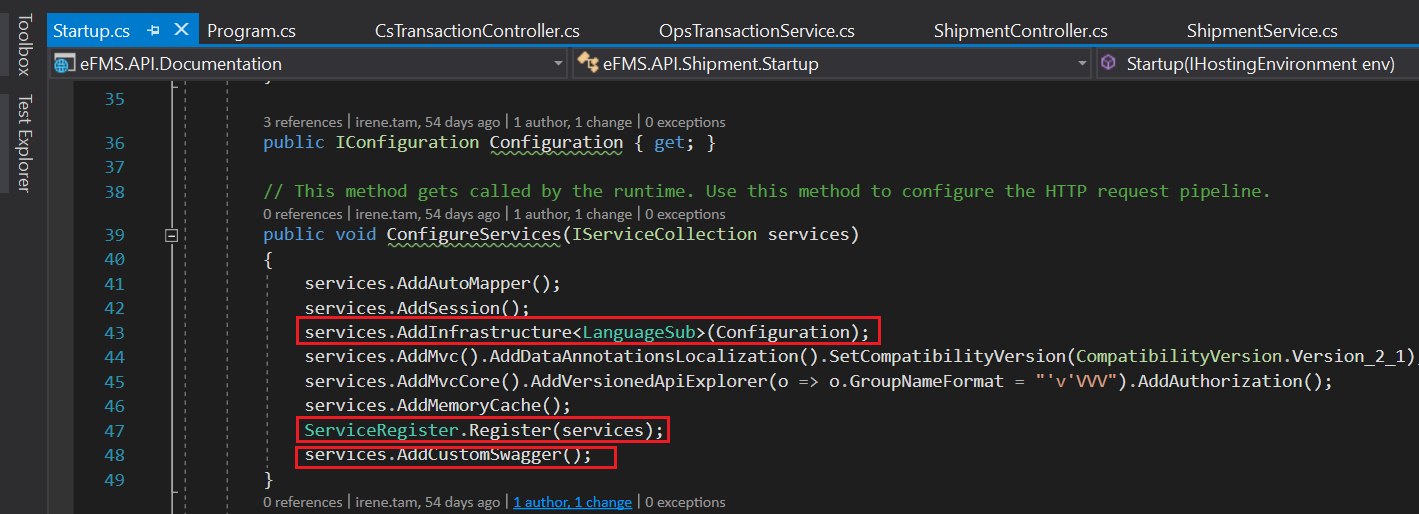 Toolbox
Test Explorer
Startup.cs Program.cs CsTransactionController.cs OpsTransactionService.cs ShipmentController.cs ShipmentService.cs
eFMS.API.Documentation eFMS.API.Shipment.Startup Startup(IHostingEnvironment env)
}
35
3 references | irene.tam, 54 days ago | 1 author, 1 change | 0 exceptions
36 public IConfiguration Configuration { get; }
37
38 // This method gets called by the runtime. Use this method to configure the HTTP request pipeline.
0 references | irene.tam, 54 days ago | 1 author, 1 change | 0 exceptions
39 public void ConfigureServices(IServiceCollection services)
40 {
41 services.AddAutoMapper();
42 services.AddSession();
43 services.AddInfrastructure<LanguageSub>(Configuration);
44 services.AddMvc().AddDataAnnotationsLocalization().SetCompatibilityVersion(CompatibilityVersion.Version_2_1)
45 services.AddMvcCore().AddVersionedApiExplorer(o => o.GroupNameFormat = "'v'VVV").AddAuthorization();
46 services.AddMemoryCache();
47 ServiceRegister.Register(services);
48 services.AddCustomSwagger();
49 }
0 references | irene.tam, 54 days ago | 1 author, 1 change | 0 exceptions